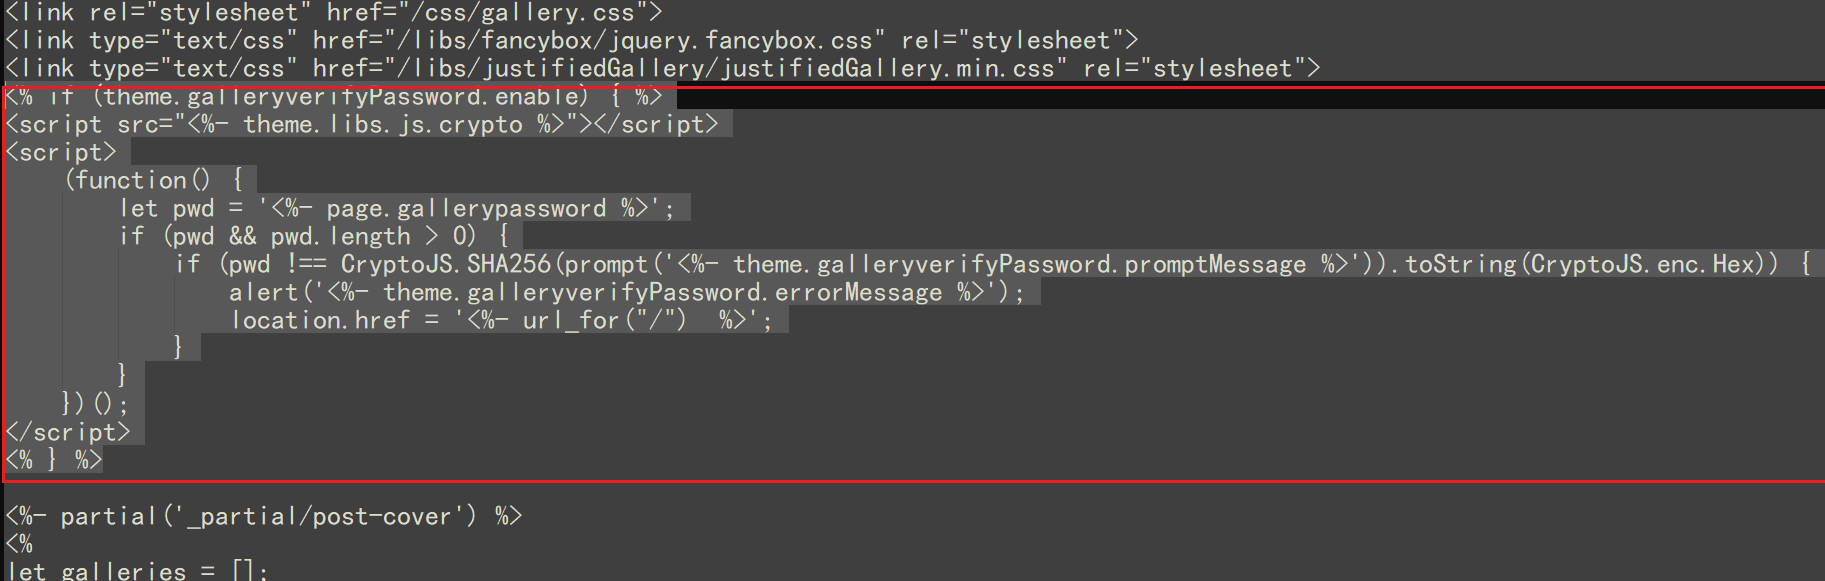 <link rel="stylesheet" href="/css/gallery.css">
<link type="text/css" href="/libs/fancybox/jquery.fancybox.css" rel="stylesheet">
<link type="text/css" href="/libs/justifiedGallery/justifiedGallery.min.css" rel="stylesheet">
<% if (theme.galleryverifyPassword.enable) { %>
<script src="<%- theme.libs.js.crypto %>"></script>
<script>
    (function() {
        let pwd = '<%- page.gallerypassword %>';
        if (pwd && pwd.length > 0) {
            if (pwd !== CryptoJS.SHA256(prompt('<%- theme.galleryverifyPassword.promptMessage %>')).toString(CryptoJS.enc.Hex)) {
                alert('<%- theme.galleryverifyPassword.errorMessage %>');
                location.href = '<%- url_for("/")  %>';
            }
        }
    })();
</script>
<% } %>
<%- partial('_partial/post-cover') %>
<%
let galleries = [];